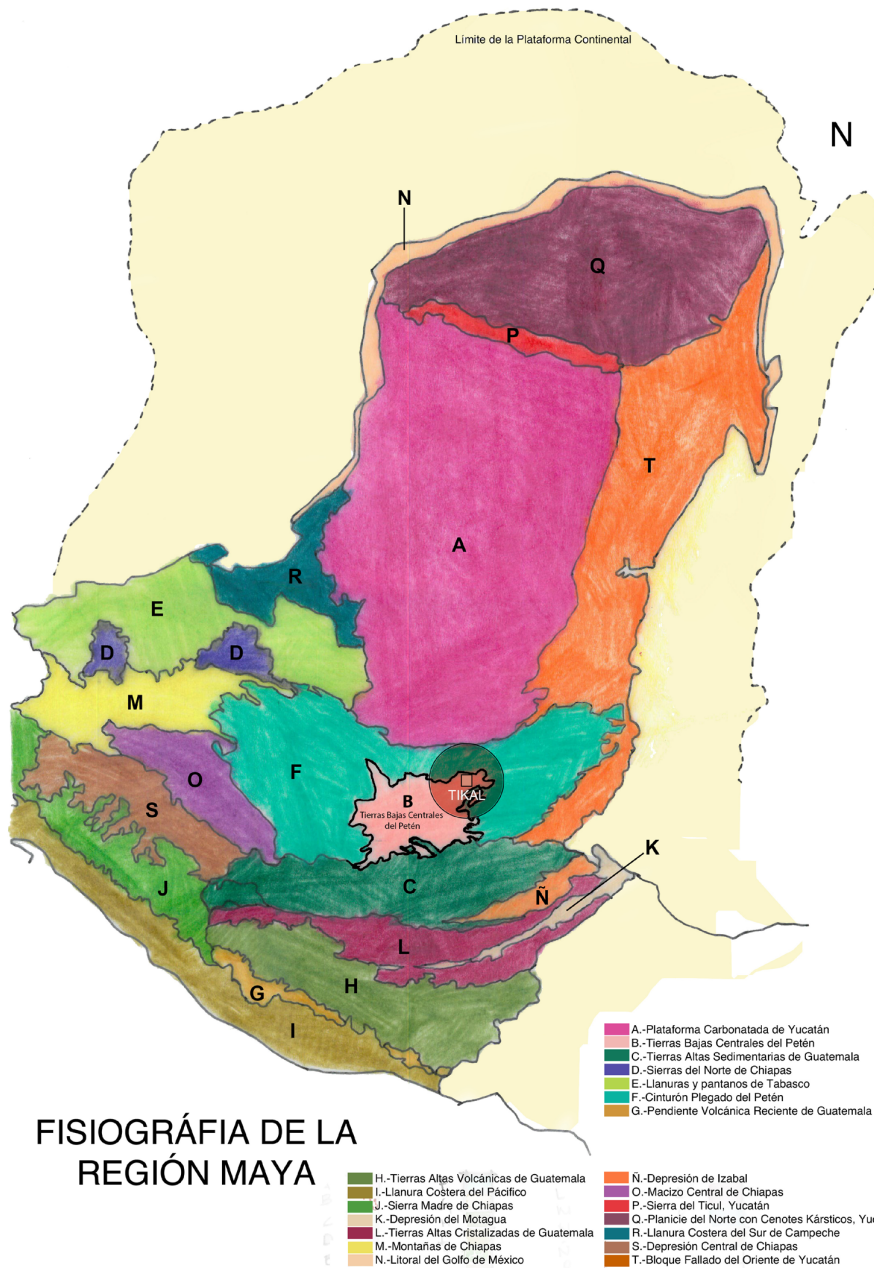 Limite de la Plataforma Continental
N
N
Q
P
T
A
R
E
D
D
M
F
O
TIKAL
B
Tierras Bajas Centrales
del Petén
S
K
J
C
Ñ
L
H
G
I
A.-Plataforma Carbonatada de Yucatán
B.-Tierras Bajas Centrales del Petén
C.-Tierras Altas Sedimentarias de Guatemala
D.-Sierras del Norte de Chiapas
E.-Llanuras y pantanos de Tabasco
F.-Cinturón Plegado del Petén
G.-Pendiente Volcánica Reciente de Guatemala
FISIOGRÁFIA DE LA
REGIÓN MAYA
H.-Tierras Altas Volcánicas de Guatemala
I.-Llanura Costera del Pácifico
J.-Sierra Madre de Chiapas
K.-Depresión del Motagua
L.-Tierras Altas Cristalizadas de Guatemala
M.-Montañas de Chiapas
N.-Litoral del Golfo de México
Ñ.-Depresión de Izabal
O.-Macizo Central de Chiapas
P.-Sierra del Ticul, Yucatán
Q.-Planicie del Norte con Cenotes Kársticos, Yuc
R.-Llanura Costera del Sur de Campeche
S.-Depresión Central de Chiapas
T.-Bloque Fallado del Oriente de Yucatán